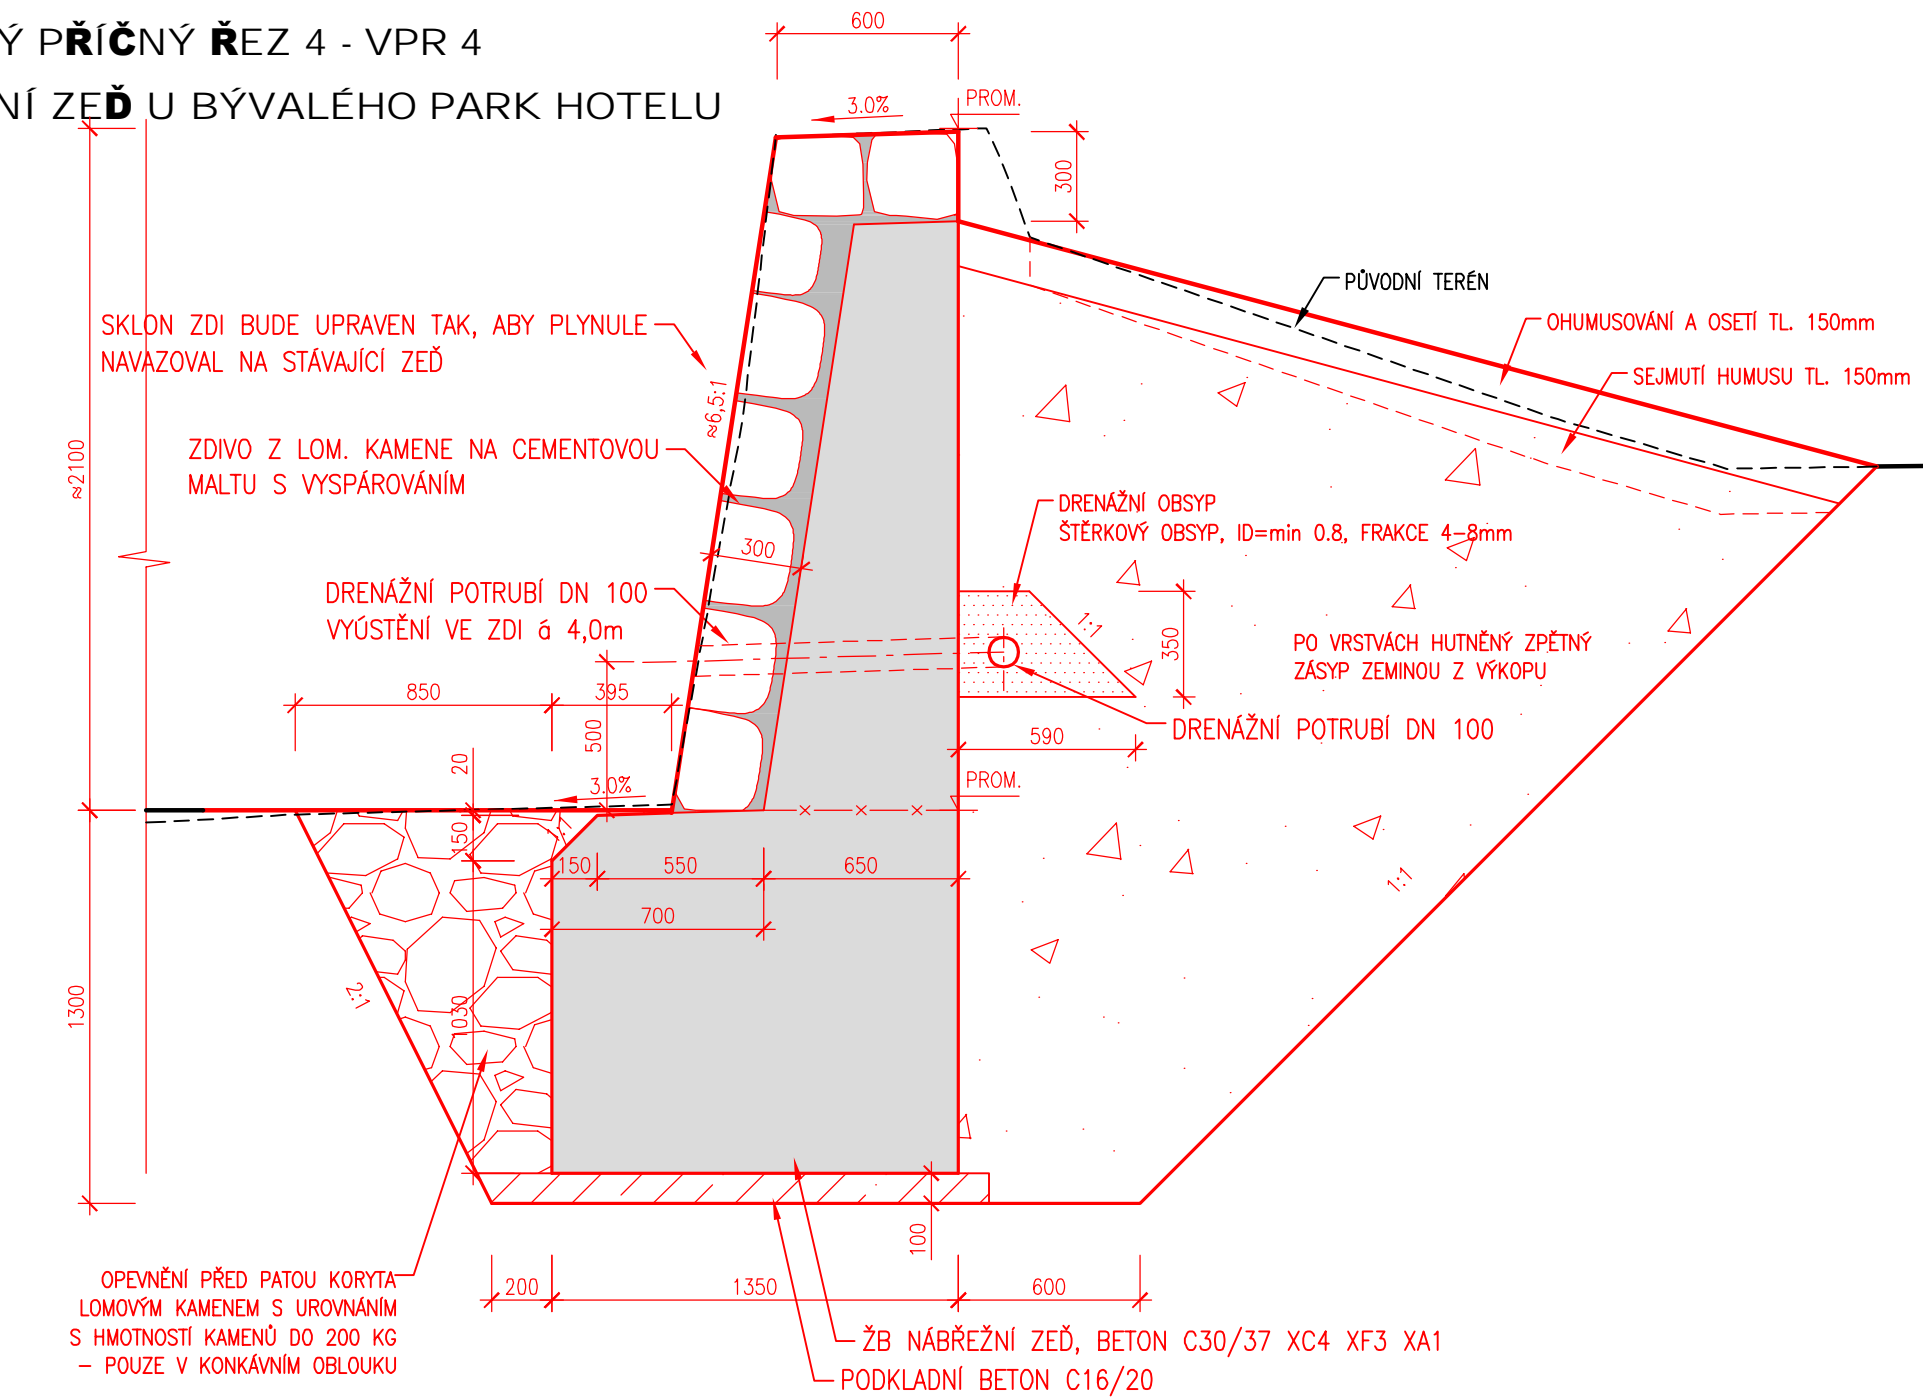 Ý PŘÍČNÝ ŘEZ 4 - VPR 4
NÍ ZEĎ U BÝVALÉHO PARK HOTELU
600
3.0%
PROM.
300
PŮVODNÍ TERÉN
OHUMUSOVÁNÍ A OSETÍ TL. 150mm
SEJMUTÍ HUMUSU TL. 150mm
SKLON ZDI BUDE UPRAVEN TAK, ABY PLYNULE
NAVAZOVAL NA STÁVAJÍCÍ ZEĎ
≈6,5:1
≈2100
ZDIVO Z LOM. KAMENE NA CEMENTOVOU
MALTU S VYSPÁROVÁNÍM
DRENÁŽNÍ OBSYP
ŠTĚRKOVÝ OBSYP, ID=min 0.8, FRAKCE 4-8mm
300
DRENÁŽNÍ POTRUBÍ DN 100
VYÚSTĚNÍ VE ZDI á 4,0m
1:1
350
PO VRSTVÁCH HUTNĚNÝ ZPĚTNÝ
ZÁSYP ZEMINOU Z VÝKOPU
850
395
500
DRENÁŽNÍ POTRUBÍ DN 100
590
20
3.0%
PROM.
150
1:1
150
550
650
700
1:1
2:1
1300
1030
100
200
1350
600
OPEVNĚNÍ PŘED PATOU KORYTA
LOMOVÝM KAMENEM S UROVNÁNÍM
S HMOTNOSTÍ KAMENŮ DO 200 KG
– POUZE V KONKÁVNÍM OBLOUKU
ŽB NÁBŘEŽNÍ ZEĎ, BETON C30/37 XC4 XF3 XA1
PODKLADNÍ BETON C16/20